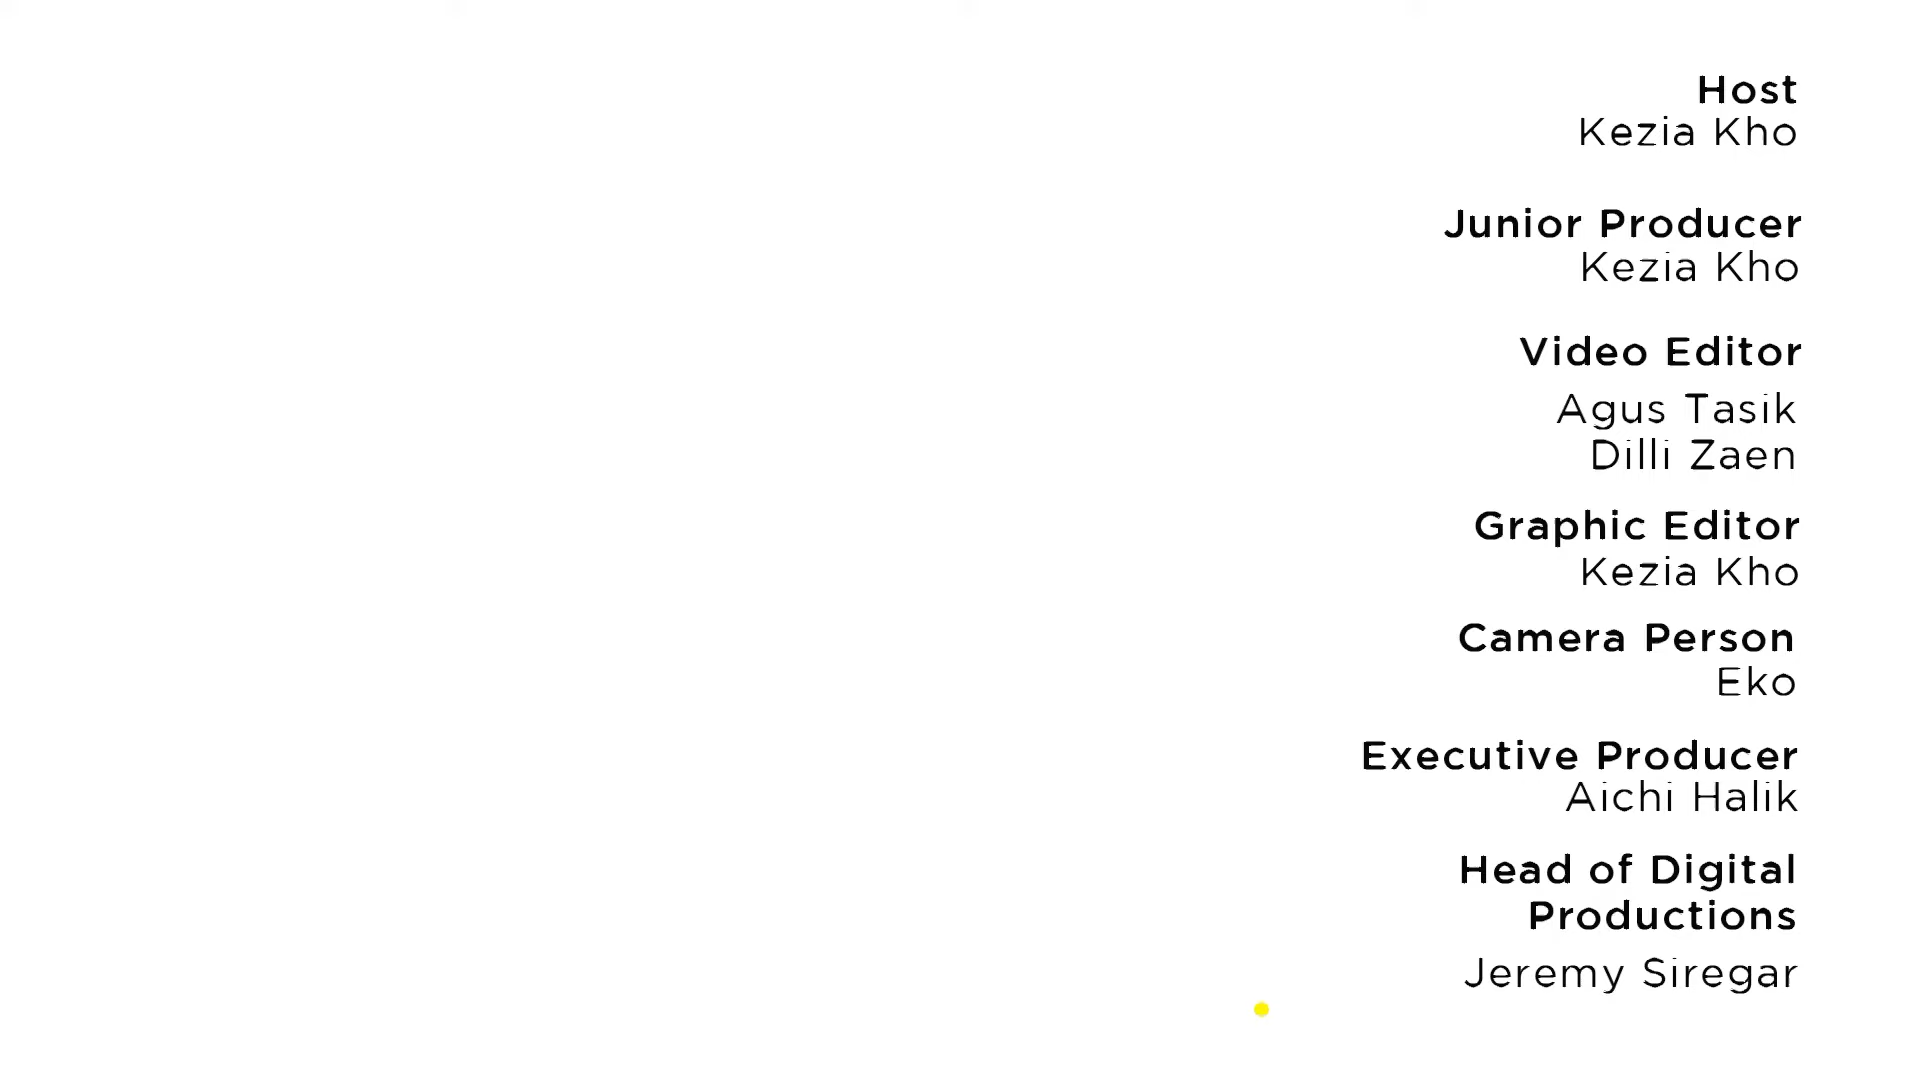 Host
Kezia Kho
Junior Producer
Kezia Kho
Video Editor
Agus Tasik
Dilli Zaen
Graphic Editor
Kezia Kho
Camera Person
Eko
Executive Producer
Aichi Halik
Head of Digital
Productions
Jeremy Siregar